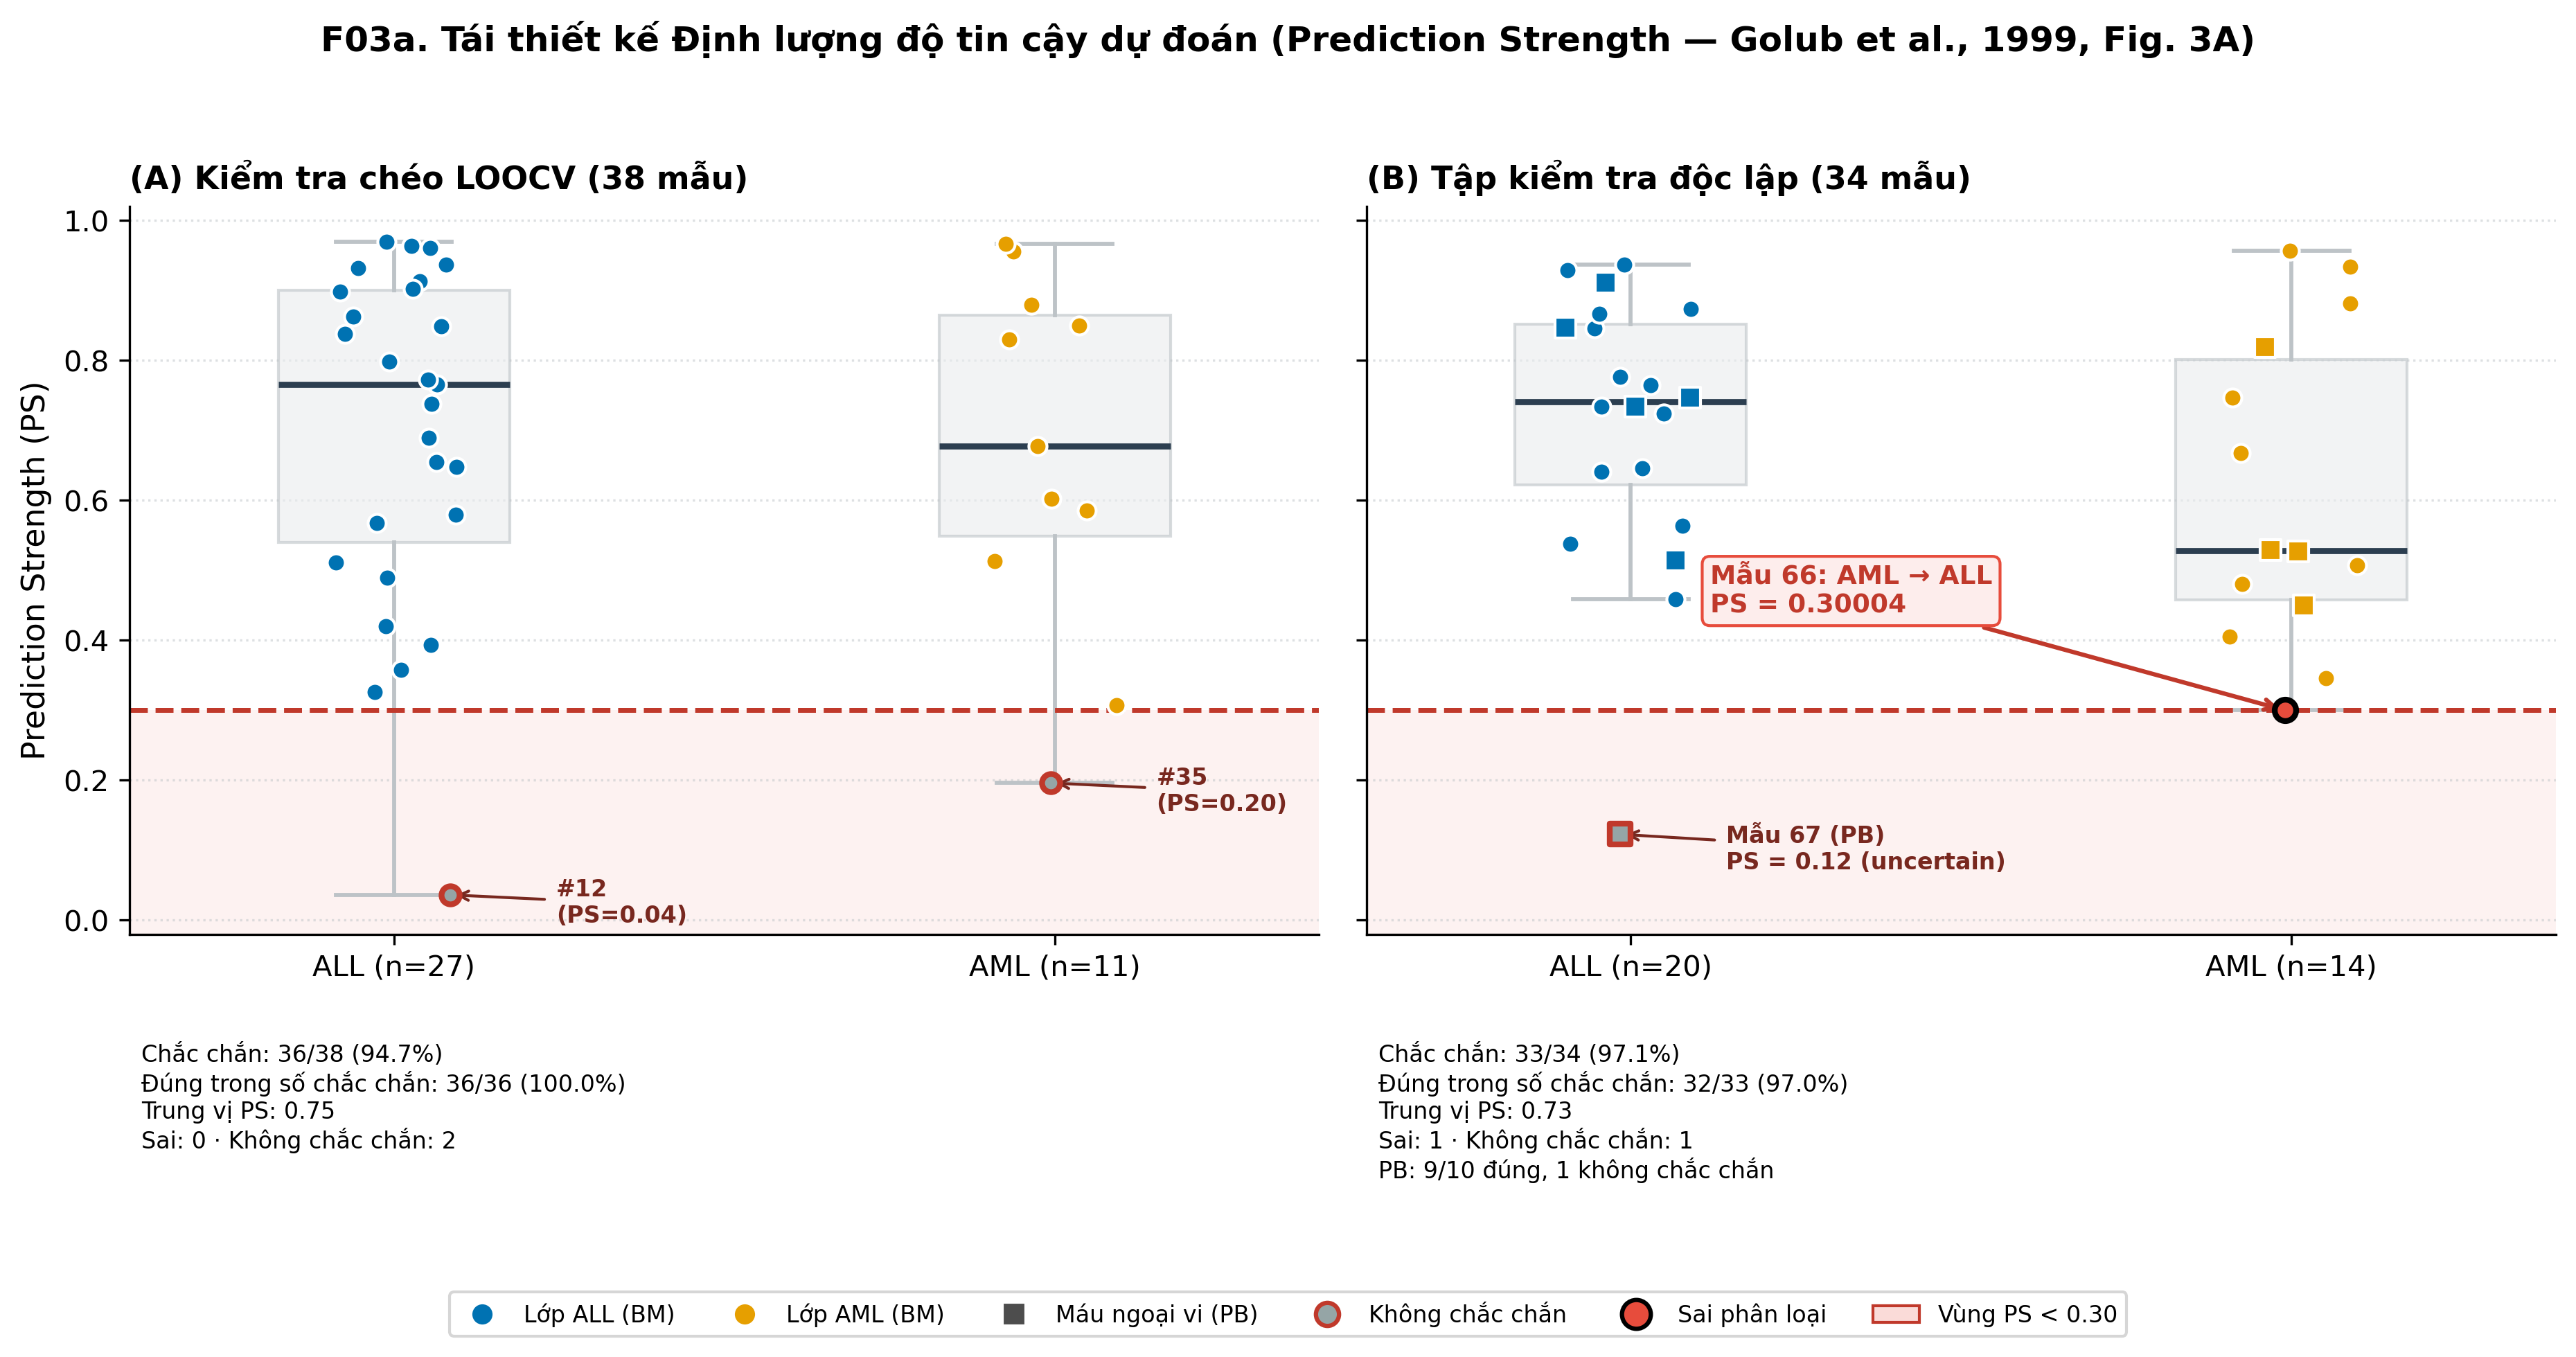 F03a. Tái thiết kế Định lượng độ tin cậy dự đoán (Prediction Strength — Golub et al., 1999, Fig. 3A)
(A) Kiểm tra chéo LOOCV (38 mẫu)
Prediction Strength (PS)
1.0
0.8
0.6
0.4
0.2
0.0
#35
(PS=0.20)
#12
(PS=0.04)
ALL (n=27)
AML (n=11)
Chắc chắn: 36/38 (94.7%)
Đúng trong số chắc chắn: 36/36 (100.0%)
Trung vị PS: 0.75
Sai: 0 · Không chắc chắn: 2
(B) Tập kiểm tra độc lập (34 mẫu)
Mẫu 66: AML → ALL
PS = 0.30004
Mẫu 67 (PB)
PS = 0.12 (uncertain)
ALL (n=20)
AML (n=14)
Chắc chắn: 33/34 (97.1%)
Đúng trong số chắc chắn: 32/33 (97.0%)
Trung vị PS: 0.73
Sai: 1 · Không chắc chắn: 1
PB: 9/10 đúng, 1 không chắc chắn
Lớp ALL (BM)
Lớp AML (BM)
Máu ngoại vi (PB)
Không chắc chắn
Sai phân loại
Vùng PS < 0.30